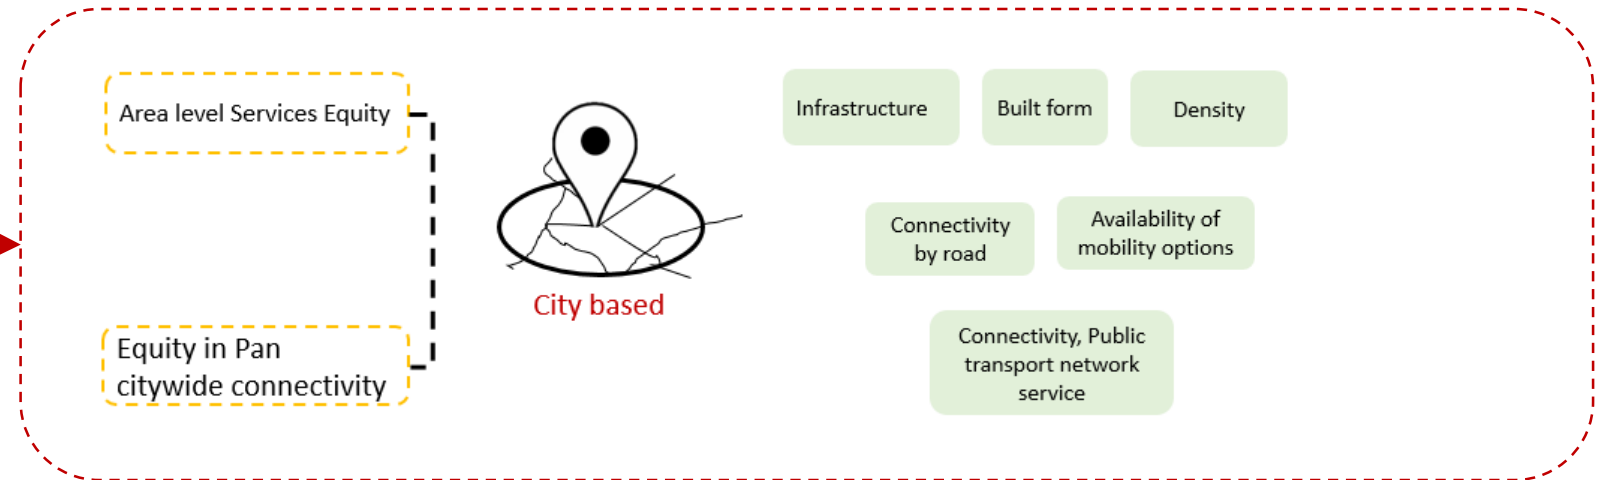 Area level Services Equity
Equity in Pan
citywide connectivity
City based
Infrastructure
Built form
Density
Connectivity
by road
Availability of
mobility options
Connectivity, Public
transport network
service